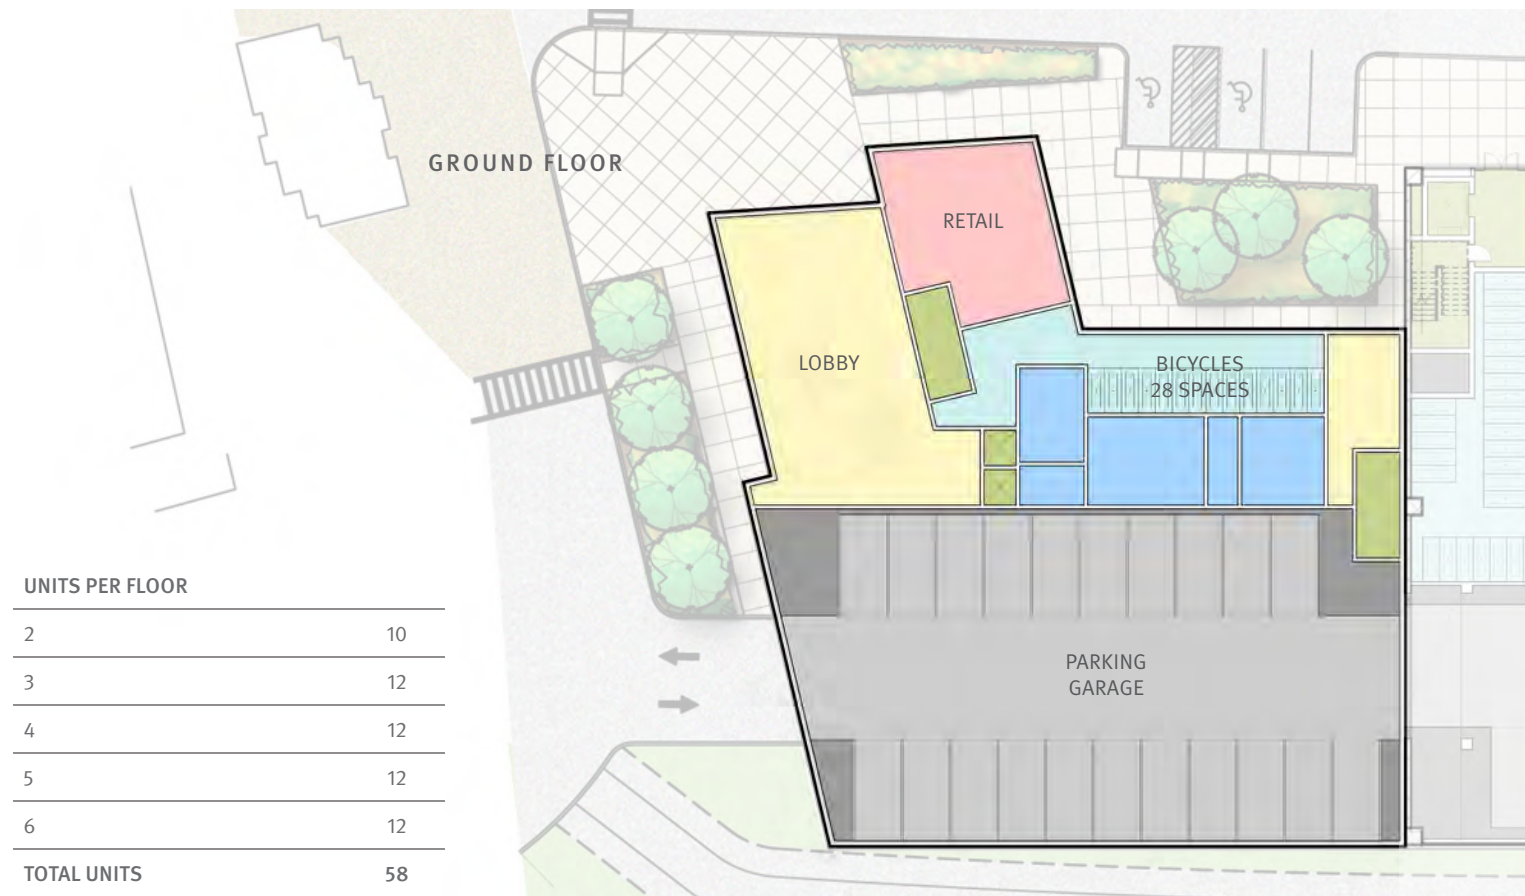 GROUND FLOOR
RETAIL
LOBBY
BICYCLES
28 SPACES
PARKING
GARAGE
UNITS PER FLOOR
2 10
3 12
4 12
5 12
6 12
TOTAL UNITS 58